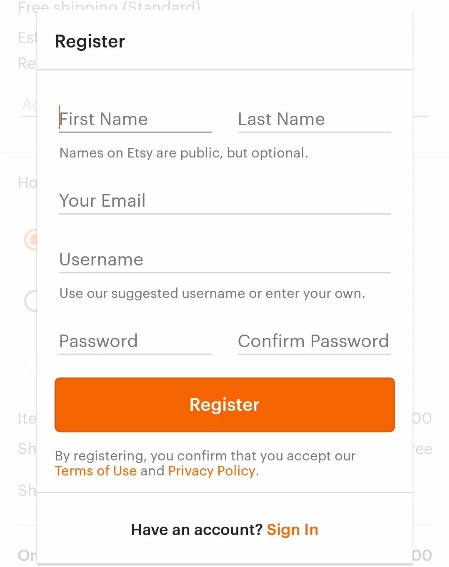 Free shipping (Standard)
Est
Re
Register
Ac
First Name Last Name
Names on Etsy are public, but optional.
Ho
Your Email
Username
Use our suggested username or enter your own.
Password Confirm Password
Register
Ite 00
Sh ree
By registering, you confirm that you accept our
Terms of Use and Privacy Policy.
Sh
Have an account? Sign In
Or 00